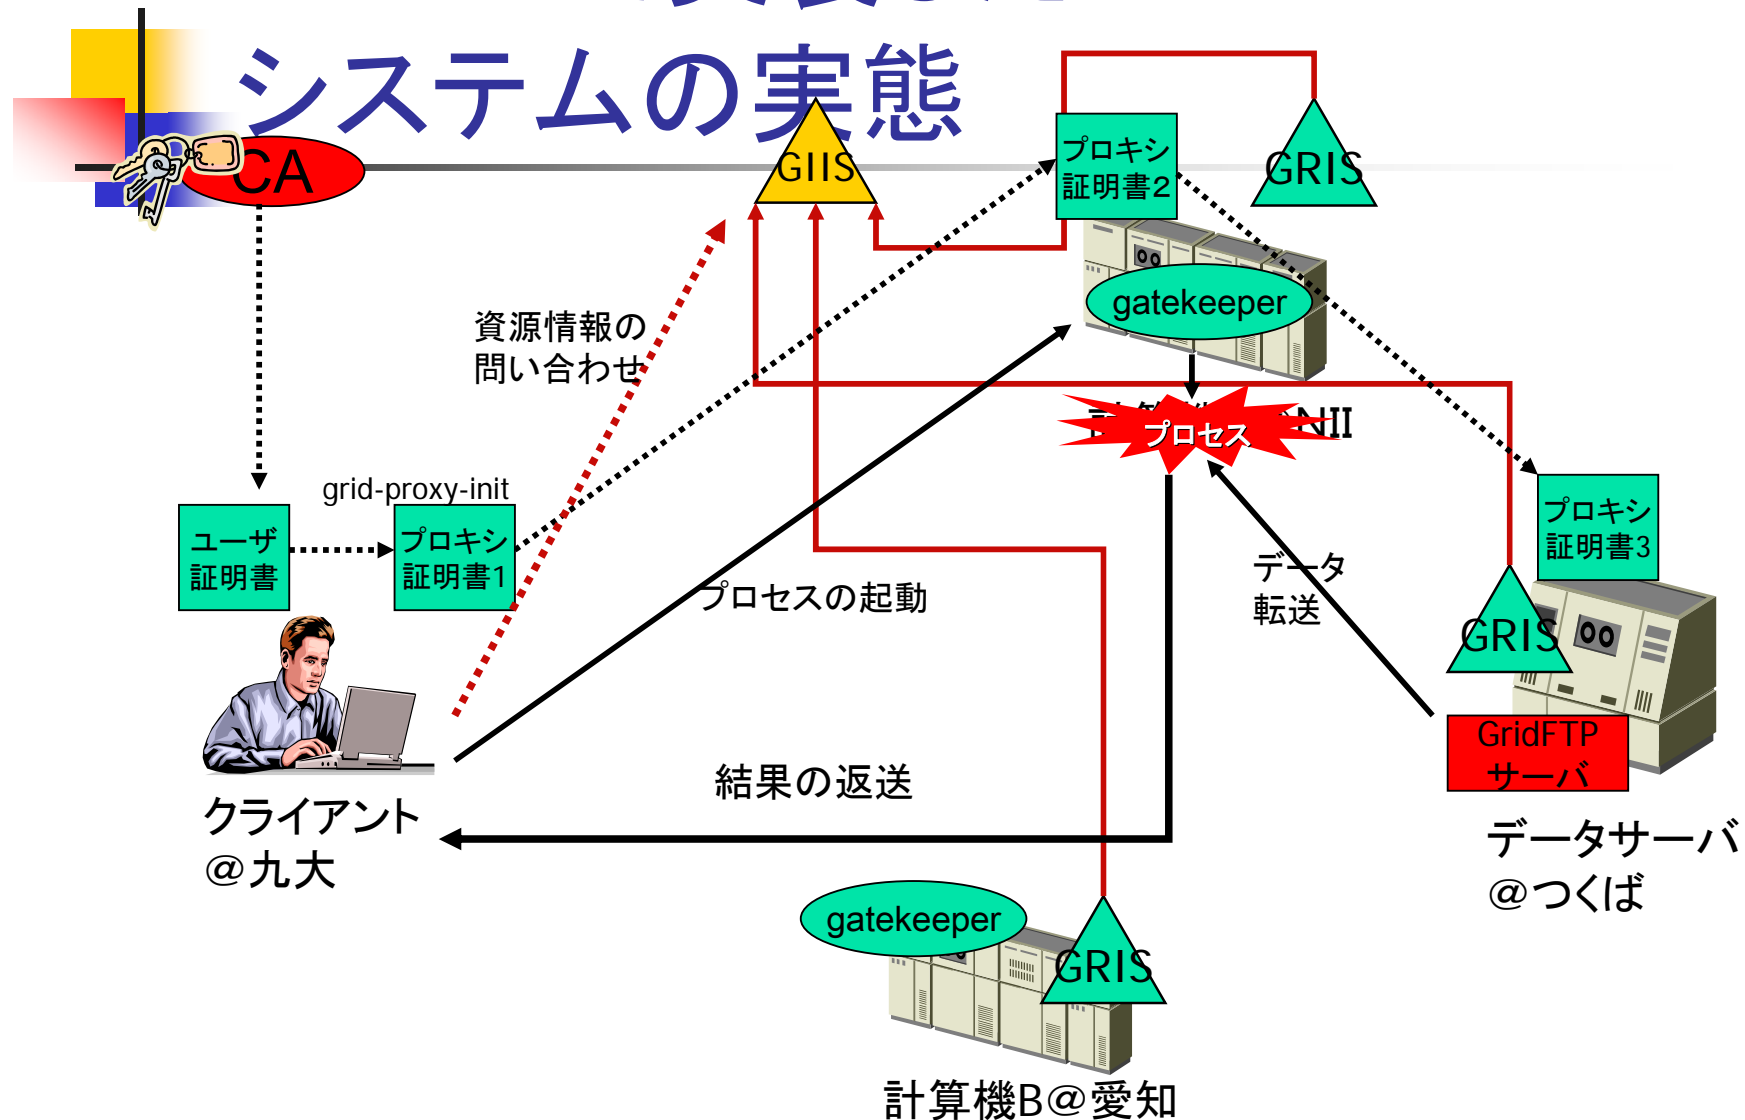 システムの実態
CA
GIIS
プロキシ
証明書2
GRIS
gatekeeper
資源情報の
問い合わせ
NII
プロセス
grid-proxy-init
ユーザ
証明書
プロキシ
証明書1
プロキシ
証明書3
データ
転送
プロセスの起動
GRIS
GridFTP
サーバ
結果の返送
クライアント
@九大
データサーバ
@つくば
gatekeeper
GRIS
計算機B@愛知